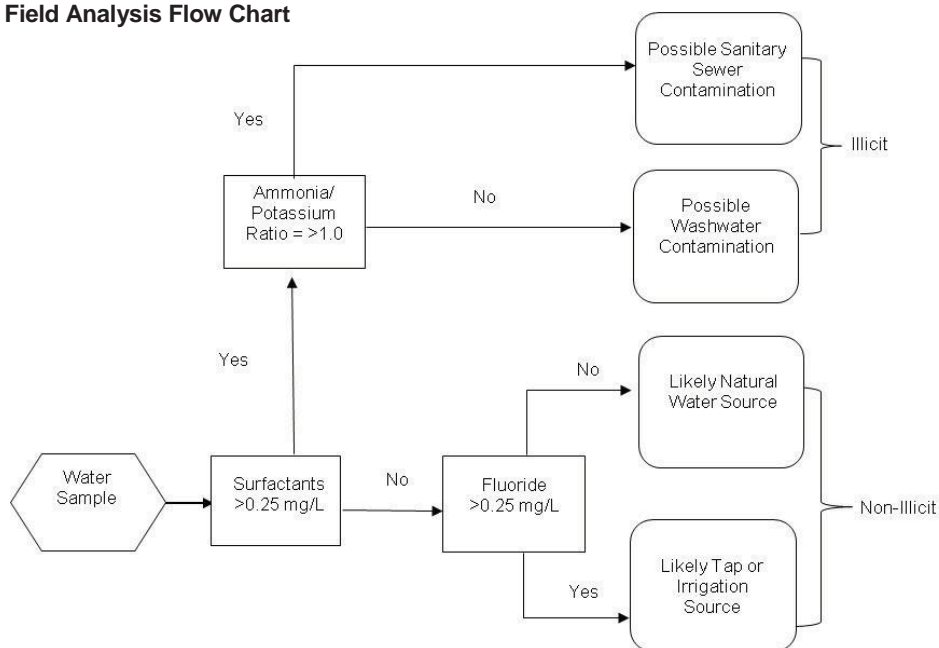 Field Analysis Flow Chart
Possible Sanitary
Sewer
Contamination
Yes
Illicit
Ammonia/
Potassium
Ratio = >1.0
No
Possible
Washwater
Contamination
Yes
No
Likely Natural
Water Source
Water
Sample
Surfactants
>0.25 mg/L
No
Fluoride
>0.25 mg/L
Non-Illicit
Yes
Likely Tap or
Irrigation
Source